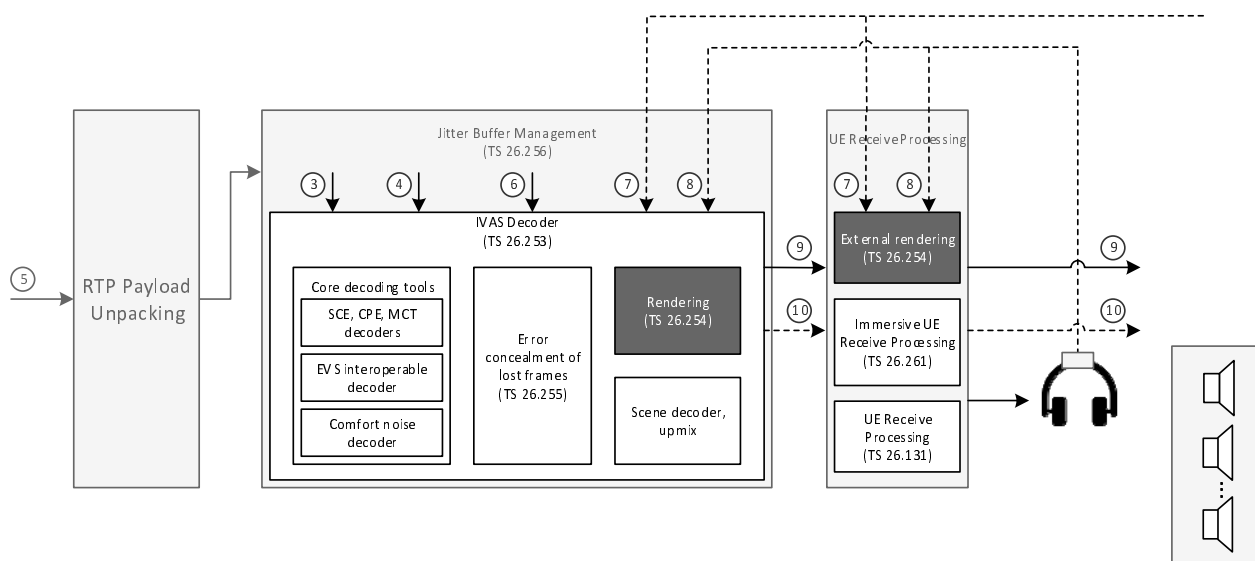 Jitter Buffer Management
(TS 26.256)
UE Receive Processing
3
4
6
7
8
7
8
IVAS Decoder
(TS 26.253)
External rendering
(TS 26.254)
9
9
5
RTP Payload
Unpacking
Core decoding tools
SCE, CPE, MCT
decoders
EVS interoperable
decoder
Comfort noise
decoder
Error
concealment of
lost frames
(TS 26.255)
Rendering
(TS 26.254)
Scene decoder,
upmix
10
10
Immersive UE
Receive Processing
(TS 26.261)
UE Receive
Processing
(TS 26.131)